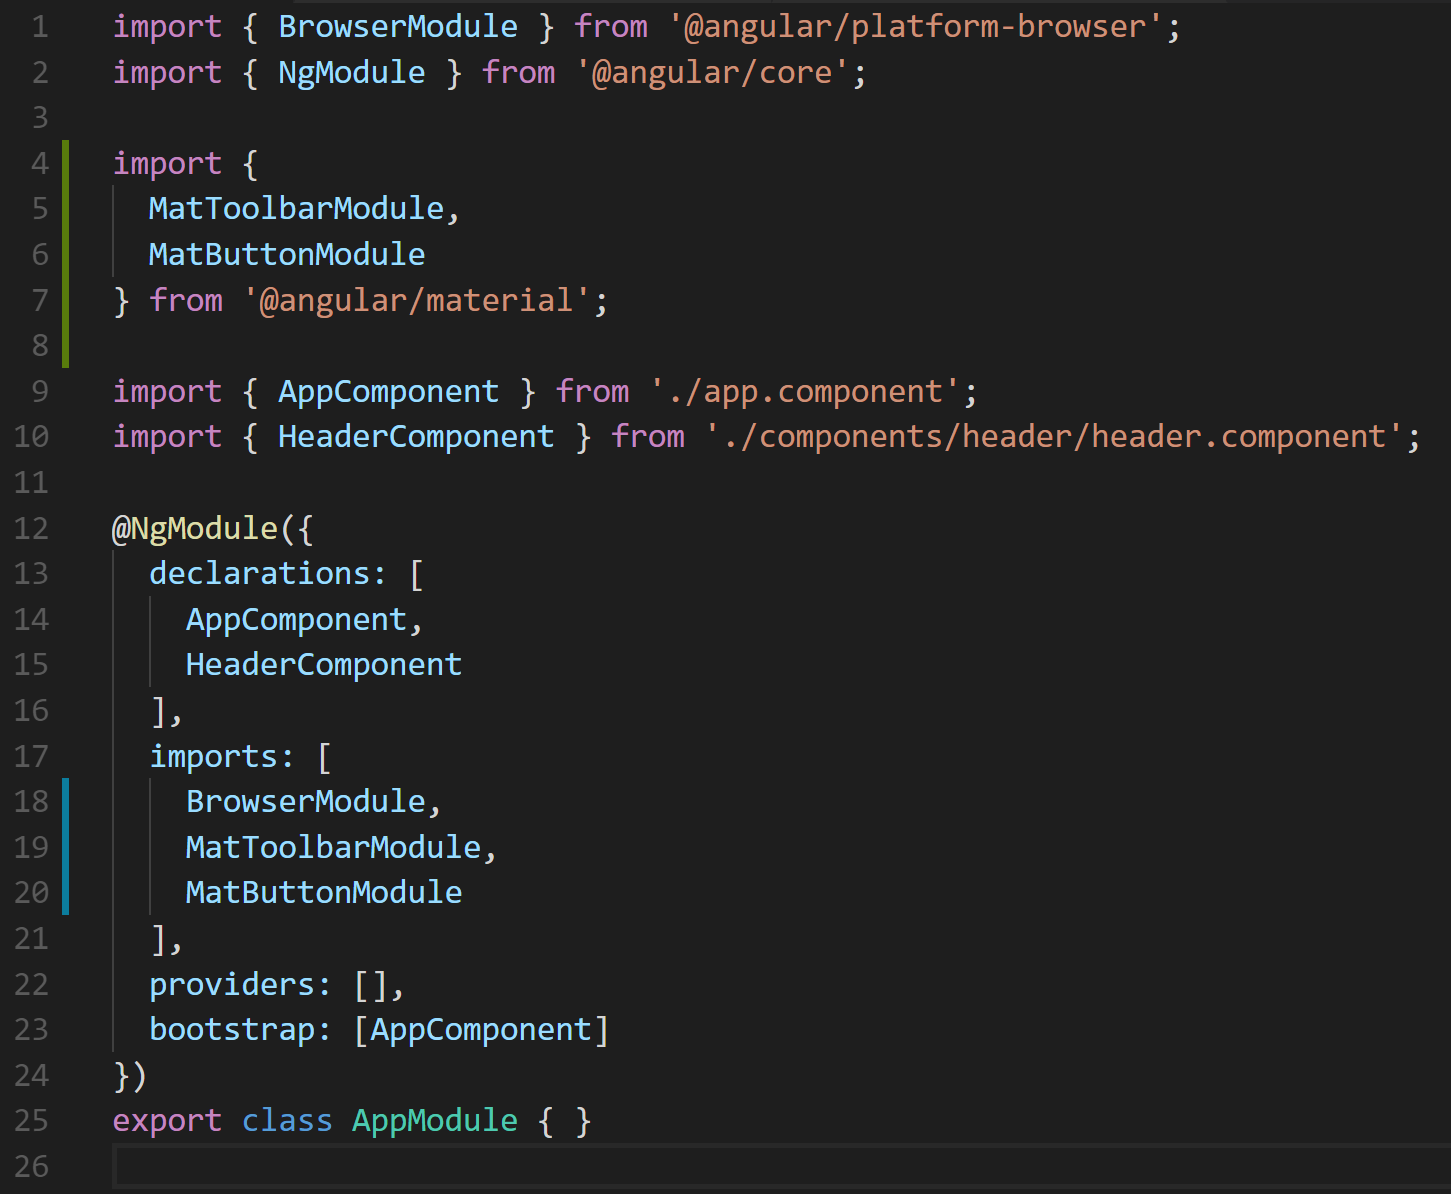 1 import { BrowserModule } from '@angular/platform-browser';
2 import { NgModule } from '@angular/core';
3
4 import {
5   MatToolbarModule,
6   MatButtonModule
7 } from '@angular/material';
8
9 import { AppComponent } from './app.component';
10 import { HeaderComponent } from './components/header/header.component';
11
12 @NgModule({
13   declarations: [
14     AppComponent,
15     HeaderComponent
16   ],
17   imports: [
18     BrowserModule,
19     MatToolbarModule,
20     MatButtonModule
21   ],
22   providers: [],
23   bootstrap: [AppComponent]
24 })
25 export class AppModule { }
26